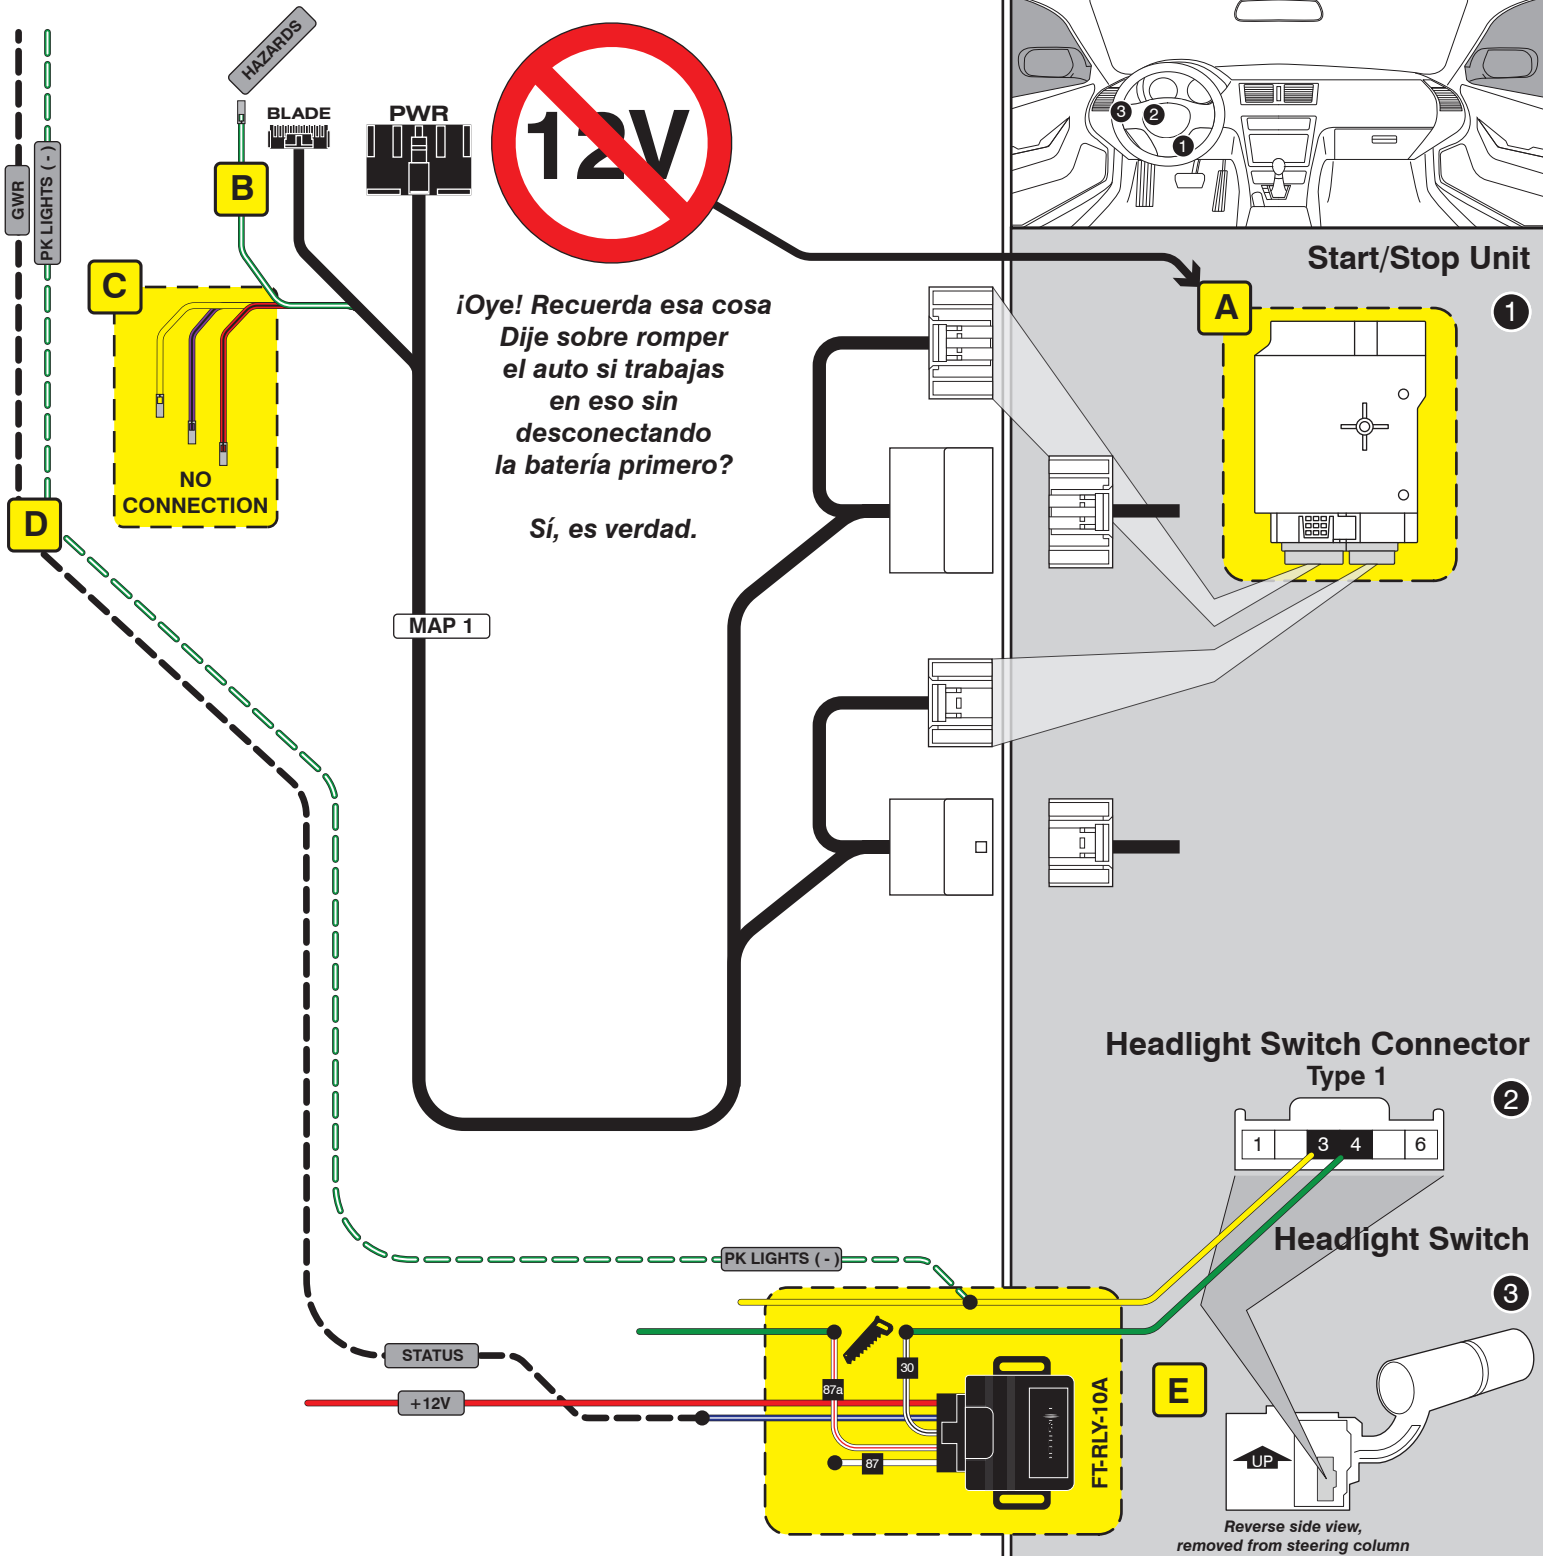 HAZARDS
BLADE
PWR
12V
3
2
1
GWR
PK LIGHTS ( - )
B
C
NO
CONNECTION
D
¡Oye! Recuerda esa cosa
Dije sobre romper
el auto si trabajas
en eso sin
desconectando
la batería primero?
Sí, es verdad.
Start/Stop Unit
1
A
MAP 1
Headlight Switch Connector
Type 1
2
1 3 4 6
Headlight Switch
3
PK LIGHTS ( - )
STATUS
+12V
87a
30
87
FT-RLY-10A
E
UP
Reverse side view,
removed from steering column